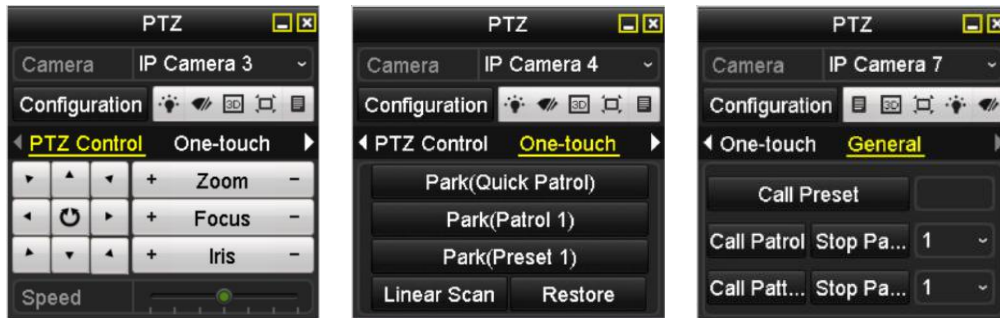 PTZ
Camera IP Camera 3
Configuration 3D
PTZ Control One-touch
+ Zoom -
+ Focus -
+ Iris -
Speed
PTZ
Camera IP Camera 4
Configuration 3D
PTZ Control One-touch
Park(Quick Patrol)
Park(Patrol 1)
Park(Preset 1)
Linear Scan Restore
PTZ
Camera IP Camera 7
Configuration 3D
One-touch General
Call Preset
Call Patrol Stop Pa... 1
Call Patt... Stop Pa... 1